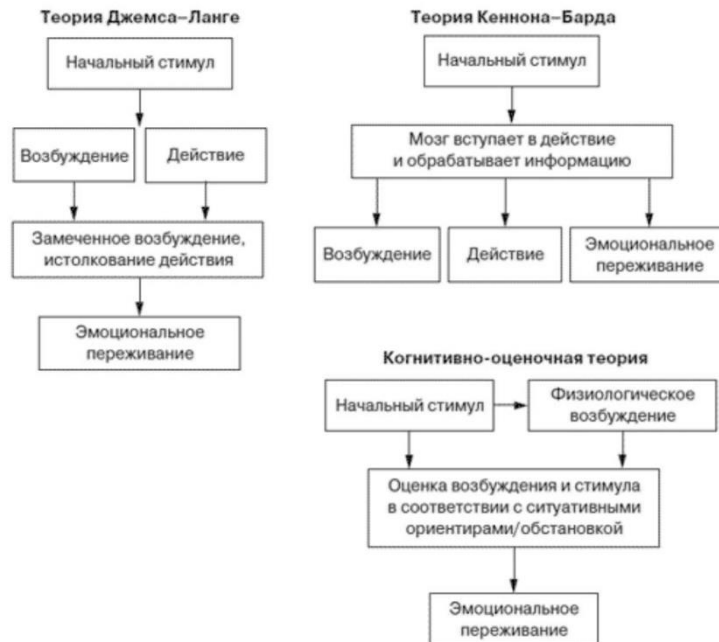 Теория Джемса–Ланге
Начальный стимул
Возбуждение
Действие
Замеченное возбуждение,
истолкование действия
Эмоциональное
переживание
Теория Кеннона–Барда
Начальный стимул
Мозг вступает в действие
и обрабатывает информацию
Возбуждение
Действие
Эмоциональное
переживание
Когнитивно-оценочная теория
Начальный стимул
Физиологическое
возбуждение
Оценка возбуждения и стимула
в соответствии с ситуативными
ориентирами/обстановкой
Эмоциональное
переживание